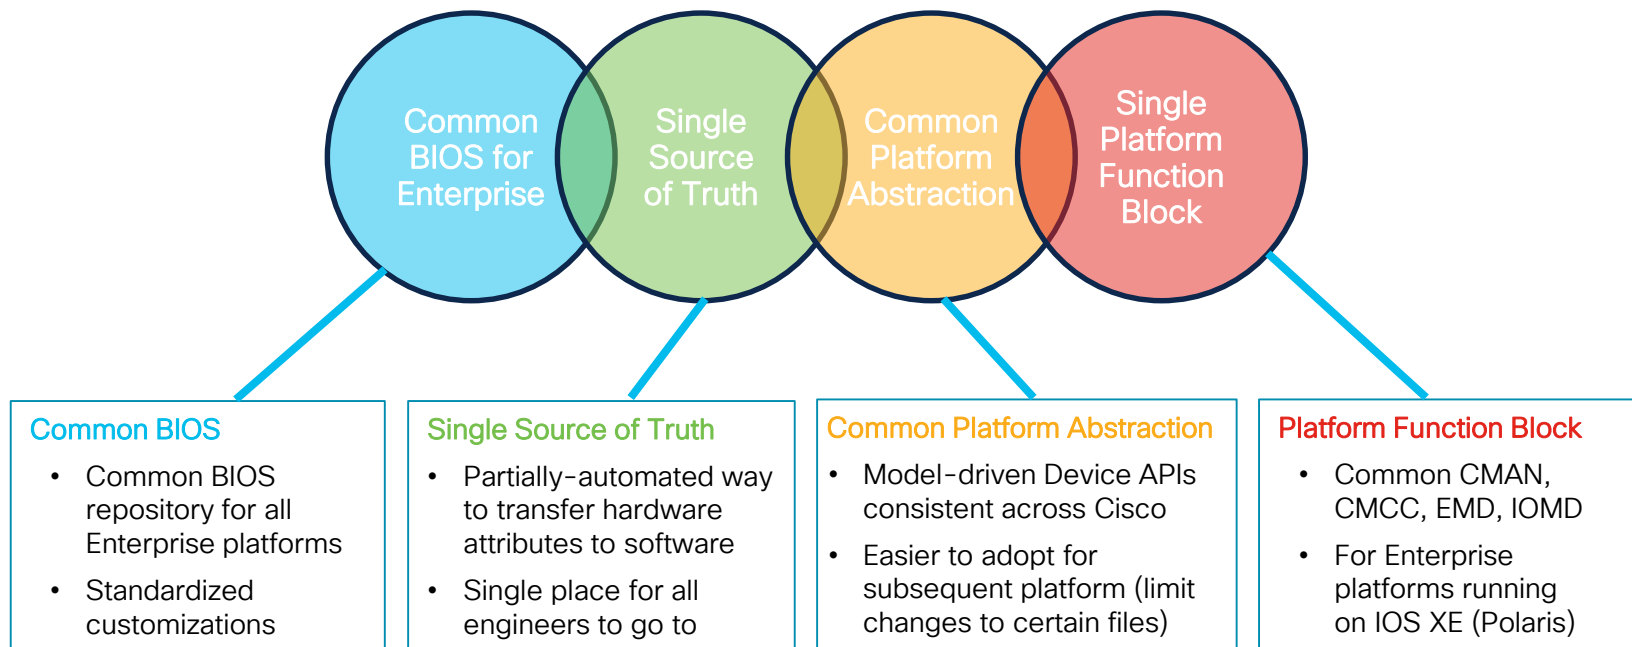 Common
BIOS for
Enterprise
Single
Source
of Truth
Common
Platform
Abstraction
Single
Platform
Function
Block
Common BIOS
• Common BIOS
repository for all
Enterprise platforms
• Standardized
customizations
Single Source of Truth
• Partially-automated way
to transfer hardware
attributes to software
• Single place for all
engineers to go to
Common Platform Abstraction
• Model-driven Device APIs
consistent across Cisco
• Easier to adopt for
subsequent platform (limit
changes to certain files)
Platform Function Block
• Common CMAN,
CMCC, EMD, IOMD
• For Enterprise
platforms running
on IOS XE (Polaris)